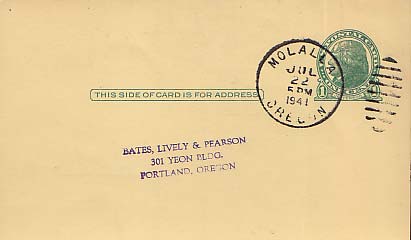 MOLALLA
JUL
22
5 PM
1941
OREGON
1
THIS SIDE OF CARD IS FOR ADDRESS
BATES, LIVELY & PEARSON
301 YEON BLDG.
PORTLAND, OREGON